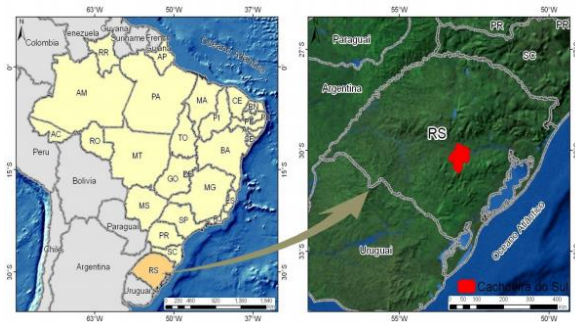 63°W
50°W
37°W
N
Colombia
Venezuela
Guyana
Suriname
French Guiana
RR
AP
Oceano Atlântico
0°
AM
PA
MA
CE
PI
AC
RO
TO
BA
MT
Peru
15°S
Bolivia
GO
MG
ES
MS
SP
Paraguai
PR
SC
Chile
Argentina
RS
30°S
Uruguai
63°W
50°W
37°W
55°W
50°W
N
PR
PR
27°S
Paraguai
SC
Argentina
RS
30°S
Uruguai
33°S
Oceano Atlântico
Cachoeira do Sul
55°W
50°W